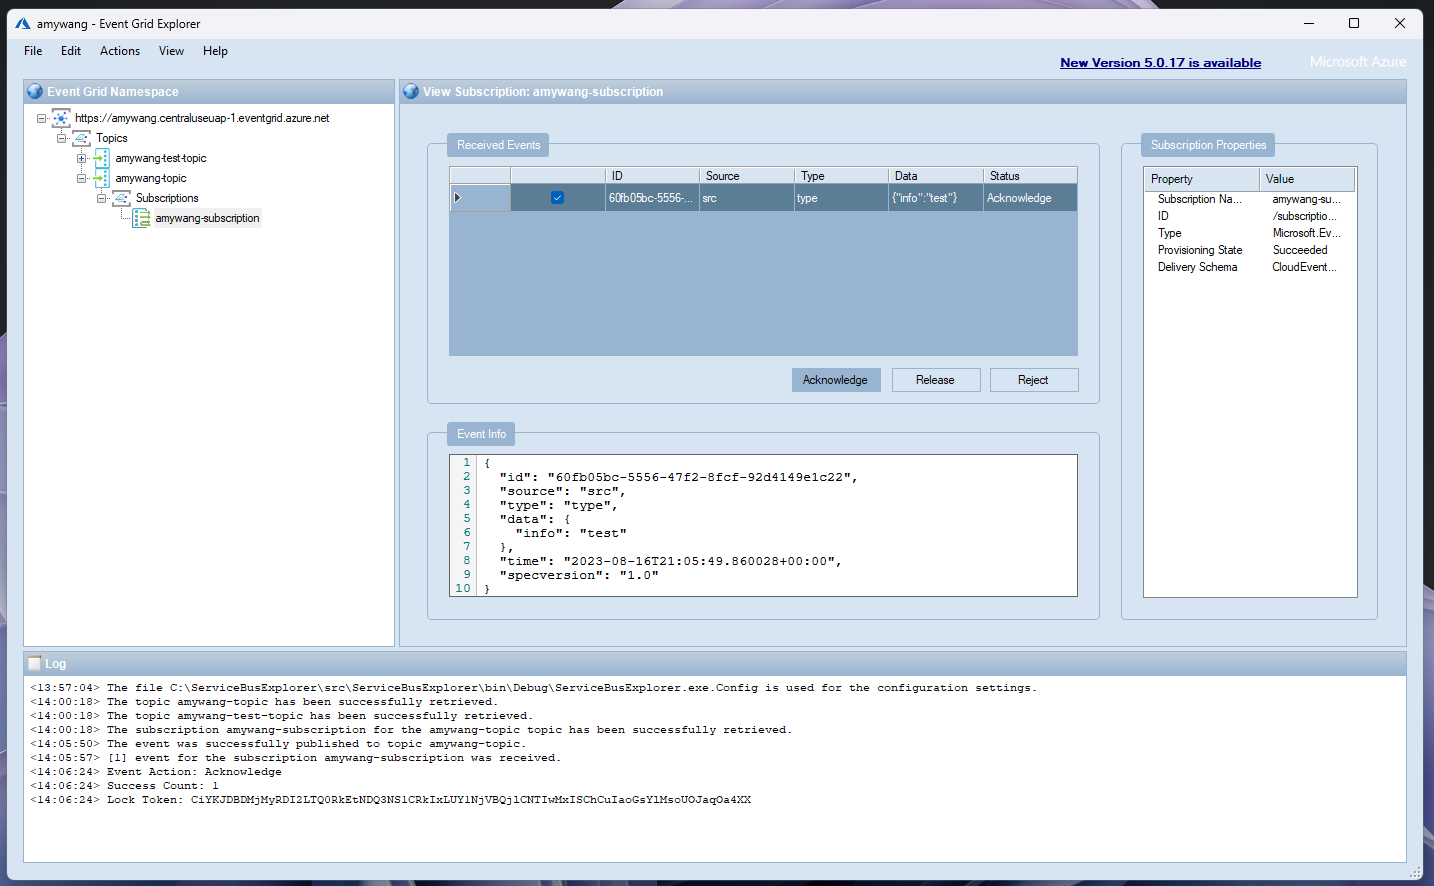 amywang - Event Grid Explorer
File Edit Actions View Help
New Version 5.0.17 is available
Microsoft Azure
Event Grid Namespace
https://amywang.centraluseuap-1.eventgrid.azure.net
Topics
amywang-test-topic
amywang-topic
Subscriptions
amywang-subscription
View Subscription: amywang-subscription
Received Events
ID Source Type Data Status
60fb05bc-5556-... src type {"info":"test"} Acknowledge
Acknowledge Release Reject
Event Info
1 {
2 "id": "60fb05bc-5556-47f2-8fcf-92d4149e1c22",
3 "source": "src",
4 "type": "type",
5 "data": {
6 "info": "test"
7 },
8 "time": "2023-08-16T21:05:49.860028+00:00",
9 "specversion": "1.0"
10 }
Subscription Properties
Property Value
Subscription Na... amywang-su...
ID /subscriptio...
Type Microsoft.Ev...
Provisioning State Succeeded
Delivery Schema CloudEvent...
Log
<13:57:04> The file C:\ServiceBusExplorer\src\ServiceBusExplorer\bin\Debug\ServiceBusExplorer.exe.Config is used for the configuration settings.
<14:00:18> The topic amywang-topic has been successfully retrieved.
<14:00:18> The topic amywang-test-topic has been successfully retrieved.
<14:00:18> The subscription amywang-subscription for the amywang-topic topic has been successfully retrieved.
<14:05:50> The event was successfully published to topic amywang-topic.
<14:05:57> [1] event for the subscription amywang-subscription was received.
<14:06:24> Event Action: Acknowledge
<14:06:24> Success Count: 1
<14:06:24> Lock Token: